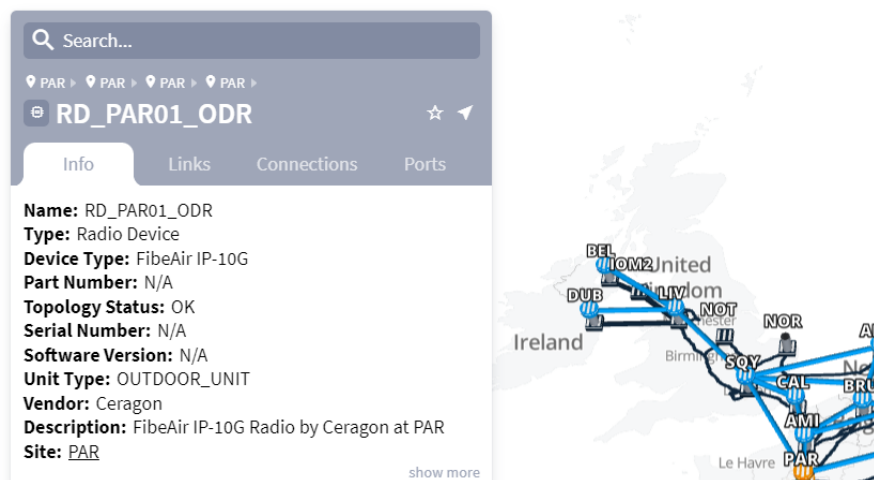 Search...
PAR PAR PAR PAR
RD_PAR01_ODR
Info Links Connections Ports
Name: RD_PAR01_ODR
Type: Radio Device
Device Type: FibeAir IP-10G
Part Number: N/A
Topology Status: OK
Serial Number: N/A
Software Version: N/A
Unit Type: OUTDOOR_UNIT
Vendor: Ceragon
Description: FibeAir IP-10G Radio by Ceragon at PAR
Site: PAR
show more
BEL
IOM2
United
DUB
LIV
NOT
NOR
Ireland
SQY
CAL
BRU
AMI
Le Havre
PAR